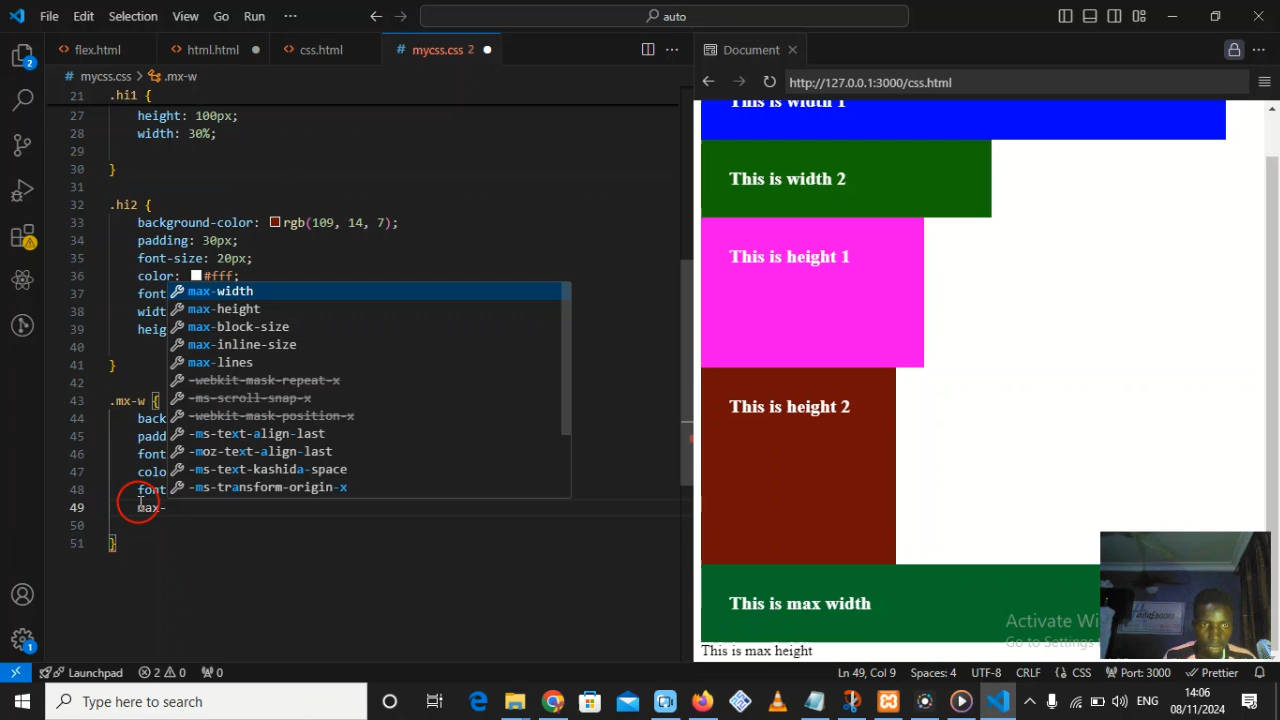 File Edit Selection View Go Run ··· auto
flex.html html.html css.html # mycss.css 2
# mycss.css > .mx-w
21 .hi1 {
27 height: 100px;
28 width: 30%;
29
30 }
31
32 .hi2 {
33 background-color: rgb(109, 14, 7);
34 padding: 30px;
35 font-size: 20px;
36 color: #fff;
37 font
38 widt
39 heig
40
41 }
42
43 .mx-w {
44 back
45 padd
46 font
47 colo
48 font
49 max-
50
51 }
max-width
max-height
max-block-size
max-inline-size
max-lines
-webkit-mask-repeat-x
-ms-scroll-snap-x
-webkit-mask-position-x
-ms-text-align-last
-moz-text-align-last
-ms-text-kashida-space
-ms-transform-origin-x
Document
http://127.0.0.1:3000/css.html
This is width 1
This is width 2
This is height 1
This is height 2
This is max width
This is max height
Activate Wi
Go to Settings
Launchpad 2 0 0 Ln 49, Col 9 Spaces: 4 UTF-8 CRLF CSS Port: 3000 Prettier
Type here to search
ENG 14:06
08/11/2024